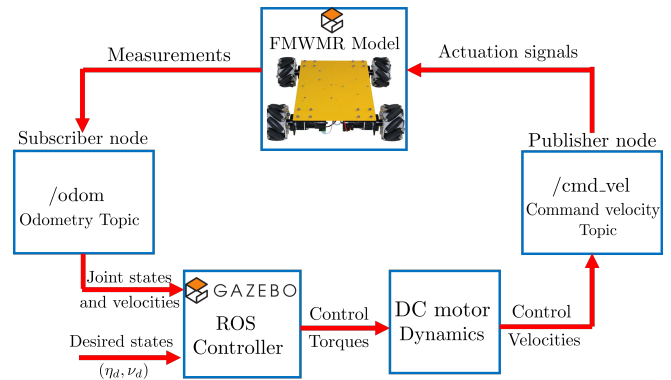 FMWMR Model
Measurements
Actuation signals
Subscriber node
Publisher node
/odom
Odometry Topic
/cmd_vel
Command velocity
Topic
Joint states
and velocities
GAZEBO
ROS
Controller
Control
Torques
DC motor
Dynamics
Control
Velocities
Desired states
(η_d, ν_d)